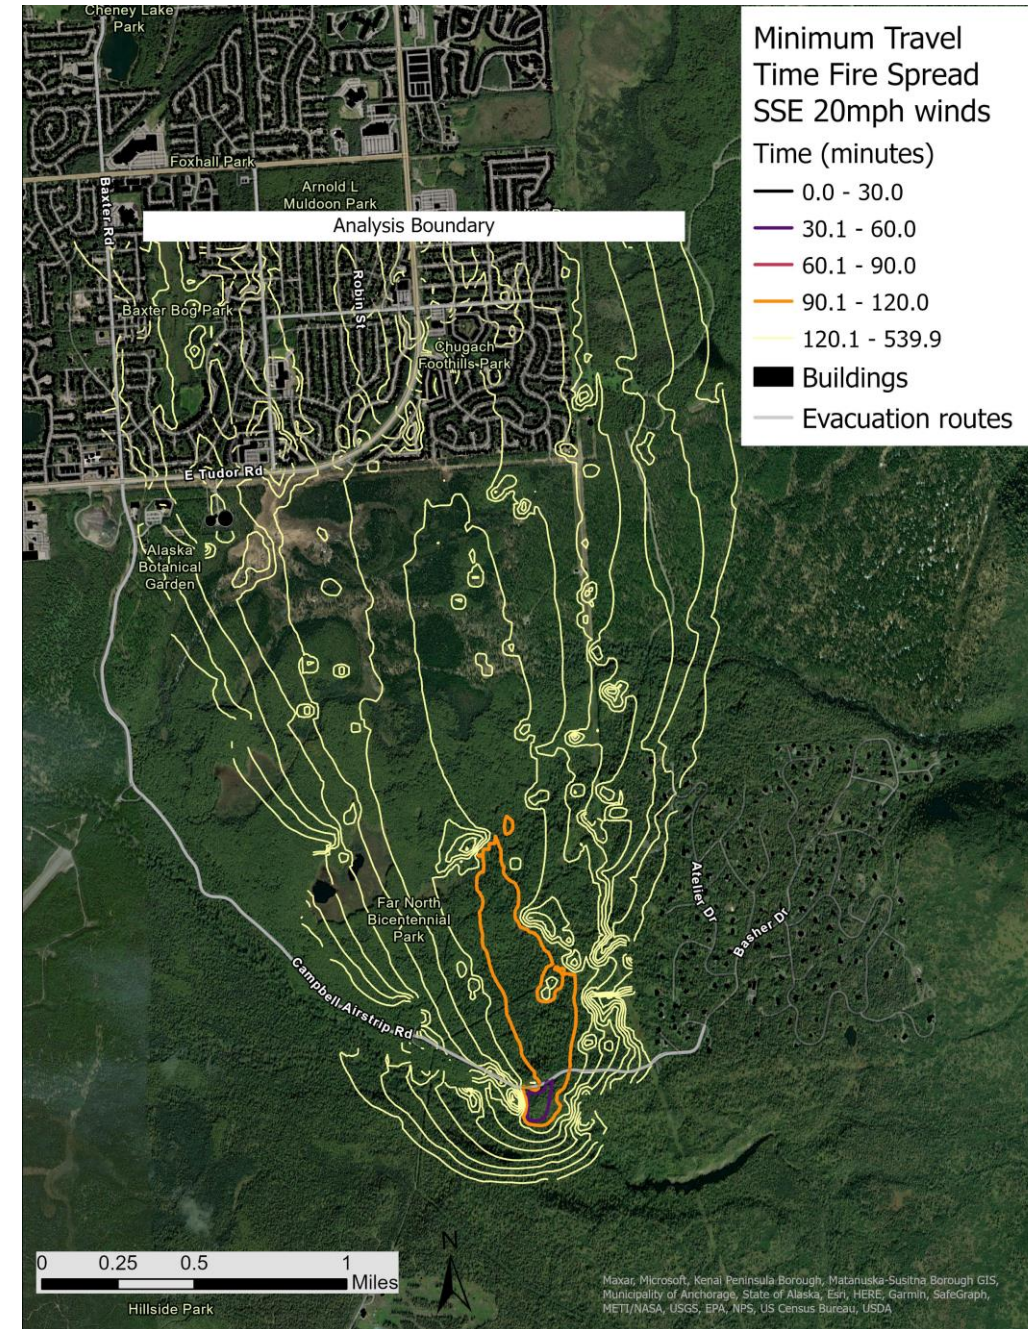 Cheney Lake
Park
Minimum Travel
Time Fire Spread
SSE 20mph winds
Time (minutes)
0.0 - 30.0
30.1 - 60.0
60.1 - 90.0
90.1 - 120.0
120.1 - 539.9
Buildings
Evacuation routes
Foxhall Park
Arnold L
Muldoon Park
Baxter Rd
Analysis Boundary
Robin St
Baxter Bog Park
Chugach
Foothills Park
E Tudor Rd
Alaska
Botanical
Garden
Far North
Bicentennial
Park
Atelier Dr
Basher Dr
Campbell Airstrip Rd
N
0 0.25 0.5 1
Miles
Hillside Park
Maxar, Microsoft, Kenai Peninsula Borough, Matanuska-Susitna Borough GIS,
Municipality of Anchorage, State of Alaska, Esri, HERE, Garmin, SafeGraph,
METI/NASA, USGS, EPA, NPS, US Census Bureau, USDA